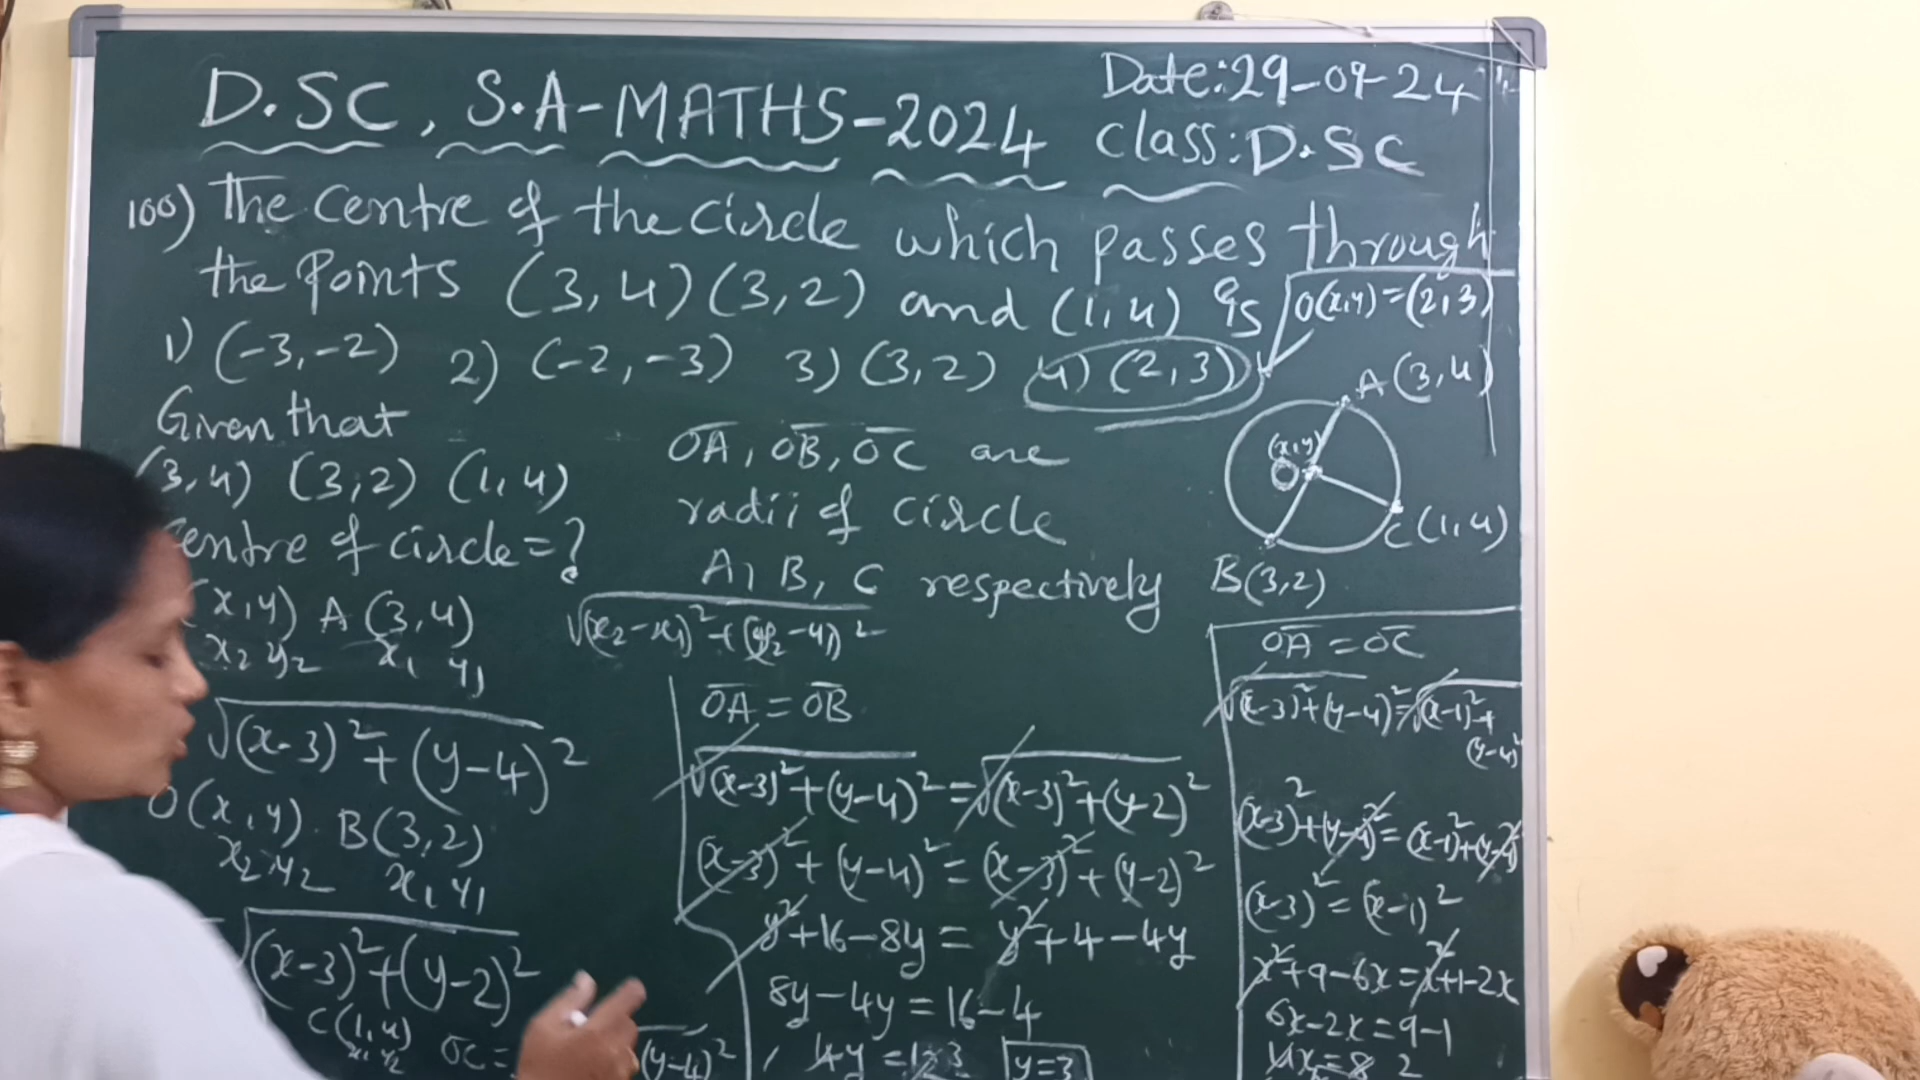 D.SC, S.A-MATHS-2024
Date:29-09-24
Class:D.SC
100) The Centre of the Circle which passes through
the Points (3,4) (3,2) and (1,4) is
O(x,y)=(2,3)
1) (-3,-2) 2) (-2,-3) 3) (3,2) 4) (2,3)
Given that
(3,4) (3,2) (1,4)
Centre of circle=?
(x,y) A (3,4)
x₂ y₂ x₁ y₁
√(x-3)²+(y-4)²
O(x,y) B(3,2)
x₂ y₂ x₁ y₁
√(x-3)²+(y-2)²
C(1,4)
OC=
(y-4)²
OA, OB, OC are
radii of circle
A, B, C respectively
√(x₂-x₁)²+(y₂-y₁)²
OA = OB
√(x-3)²+(y-4)²=√(x-3)²+(y-2)²
(x-3)²+(y-4)²=(x-3)²+(y-2)²
y²+16-8y=y²+4-4y
8y-4y=16-4
4y=12 3 y=3
A(3,4)
(x,y)
O
C(1,4)
B(3,2)
OA = OC
√(x-3)²+(y-4)²=√(x-1)²+
(y-4)²
(x-3)²+(y-4)²=(x-1)²+(y-4)²
(x-3)²=(x-1)²
x²+9-6x=x²+1-2x
6x-2x=9-1
4x=8 2